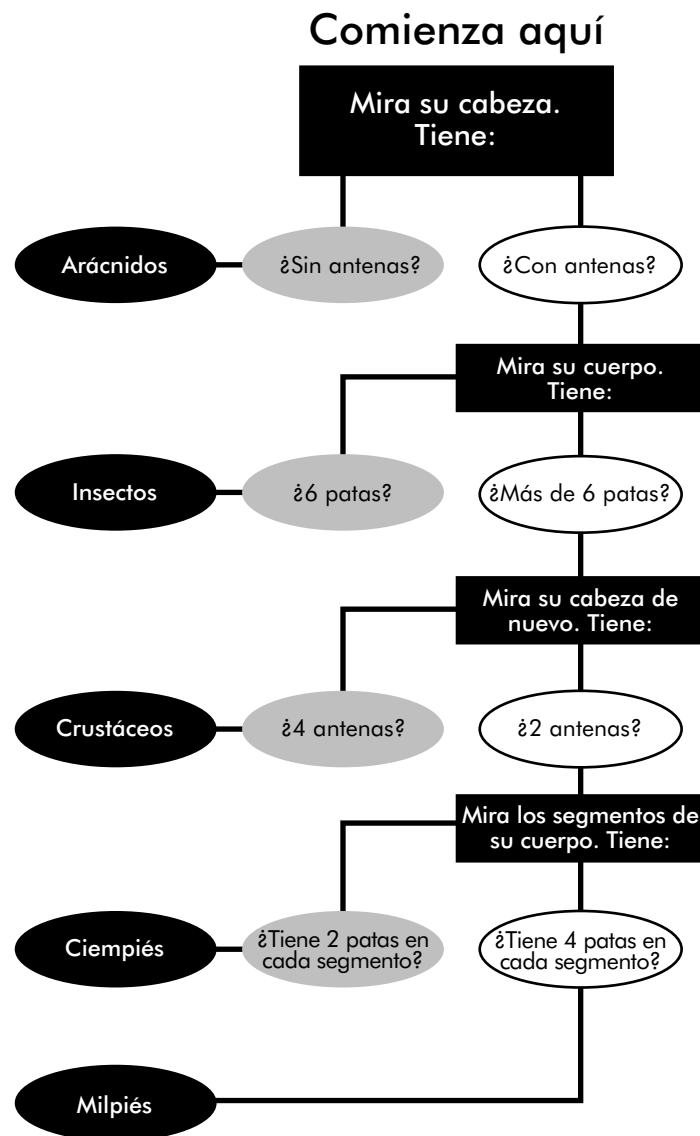 Comienza aquí
Mira su cabeza.
Tiene:
Arácnidos
¿Sin antenas?
¿Con antenas?
Mira su cuerpo.
Tiene:
Insectos
¿6 patas?
¿Más de 6 patas?
Mira su cabeza de
nuevo. Tiene:
Crustáceos
¿4 antenas?
¿2 antenas?
Mira los segmentos de
su cuerpo. Tiene:
Ciempiés
¿Tiene 2 patas en
cada segmento?
¿Tiene 4 patas en
cada segmento?
Milpiés